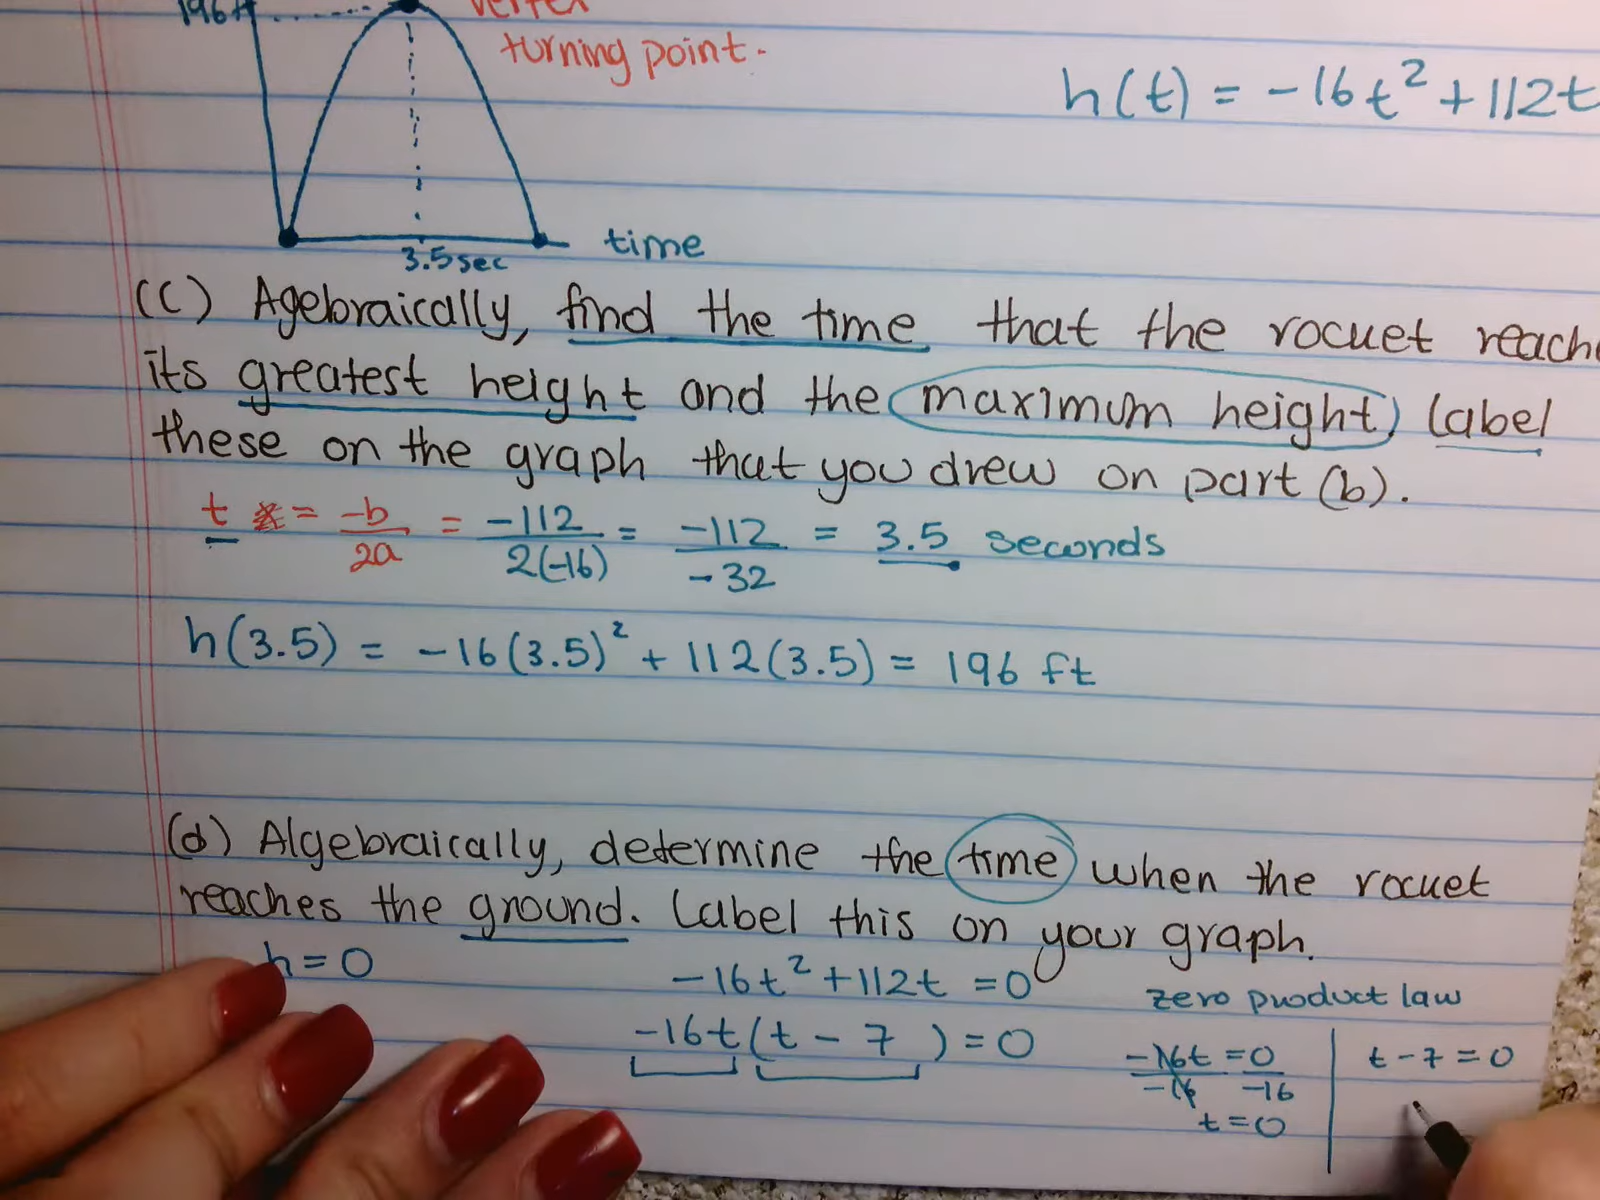 196ft
vertex
turning point.
h(t) = -16t² + 112t
time
3.5sec
(c) Agebraically, find the time that the rocuet reach
its greatest height and the maximum height) Label
these on the graph that you drew on part (b).
t = -b/2a = -112/2(-16) = -112/-32 = 3.5 seconds
h(3.5) = -16(3.5)² + 112(3.5) = 196 ft
(d) Algebraically, determine the time when the rocuet
reaches the ground. Label this on your graph.
h = 0
-16t² + 112t = 0
zero product law
-16t(t - 7) = 0
-16t/-16 = 0/-16
t = 0
t - 7 = 0